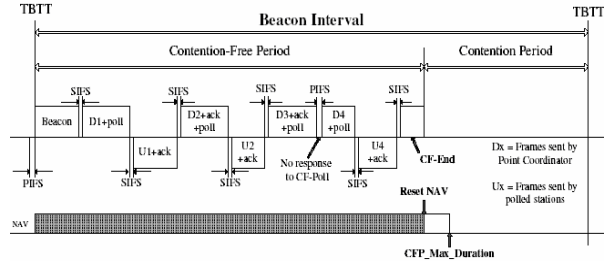 TBTT
TBTT
Beacon Interval
Contention-Free Period
Contention Period
SIFS
SIFS
SIFS
PIFS
SIFS
Beacon
D1+poll
D2+ack
+poll
D3+ack
+poll
D4
+poll
U1+ack
U2
+ack
U4
+ack
No response
to CF-Poll
CF-End
Dx = Frames sent by
Point Coordinator
PIFS
SIFS
SIFS
SIFS
Ux = Frames sent by
polled stations
Reset NAV
NAV
CFP_Max_Duration